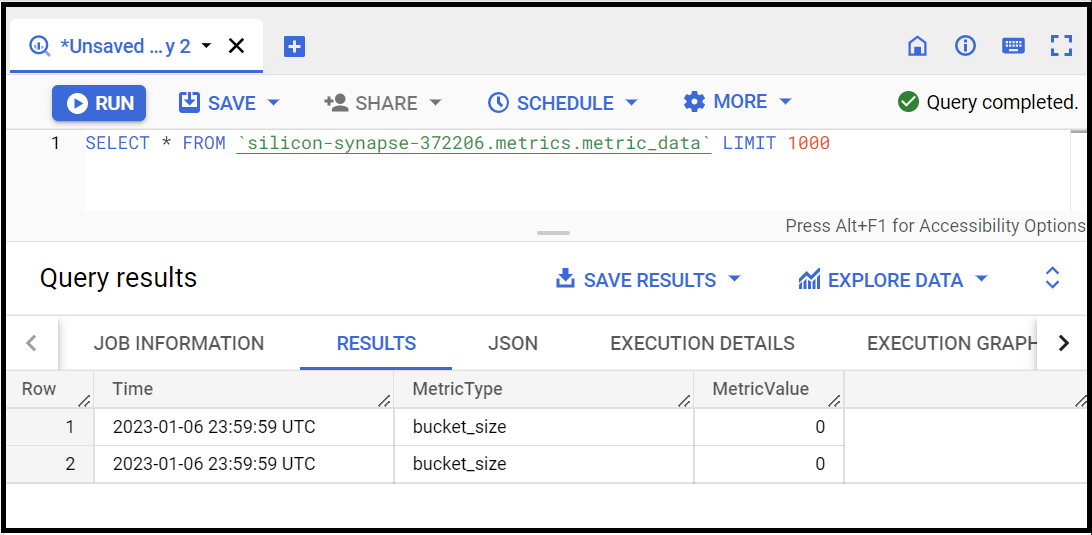 *Unsaved ...y 2
RUN SAVE SHARE SCHEDULE MORE Query completed.
1 SELECT * FROM `silicon-synapse-372206.metrics.metric_data` LIMIT 1000
Press Alt+F1 for Accessibility Options
Query results SAVE RESULTS EXPLORE DATA
JOB INFORMATION RESULTS JSON EXECUTION DETAILS EXECUTION GRAPH
Row Time MetricType MetricValue
1 2023-01-06 23:59:59 UTC bucket_size 0
2 2023-01-06 23:59:59 UTC bucket_size 0